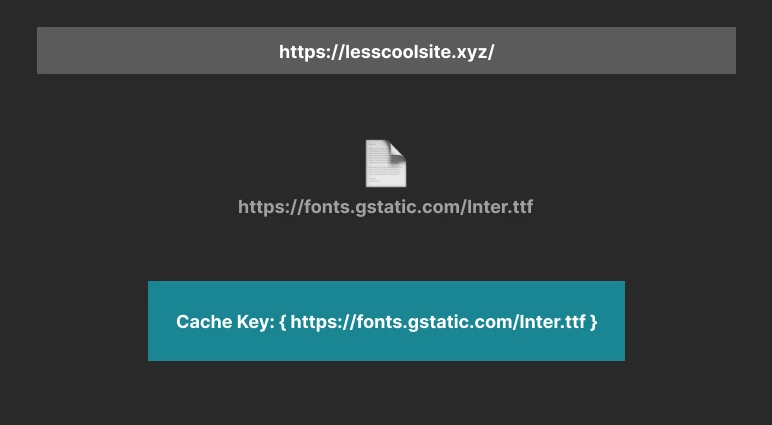 https://lesscoolsite.xyz/
https://fonts.gstatic.com/Inter.ttf
Cache Key: { https://fonts.gstatic.com/Inter.ttf }